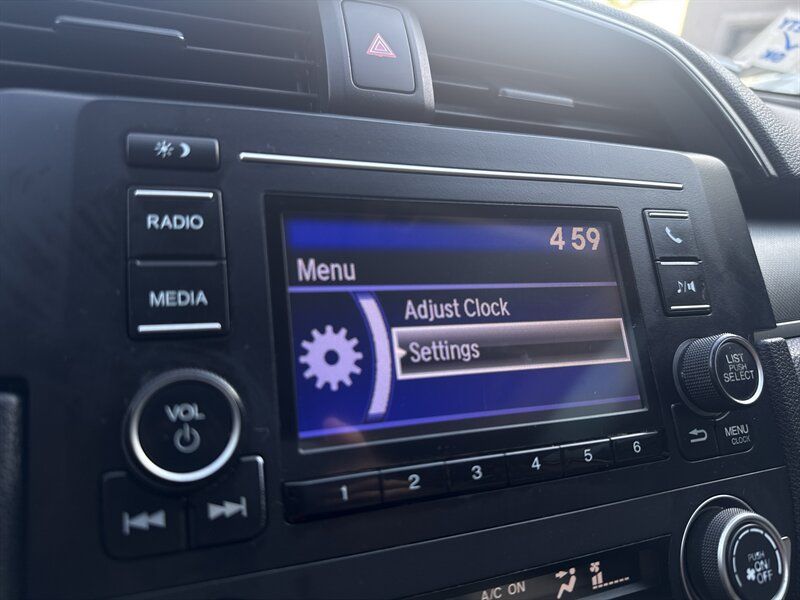 RADIO
MEDIA
VOL
4 59
Menu
Adjust Clock
Settings
1 2 3 4 5 6
LIST
PUSH
SELECT
MENU
CLOCK
A/C ON
PUSH
ON/
OFF